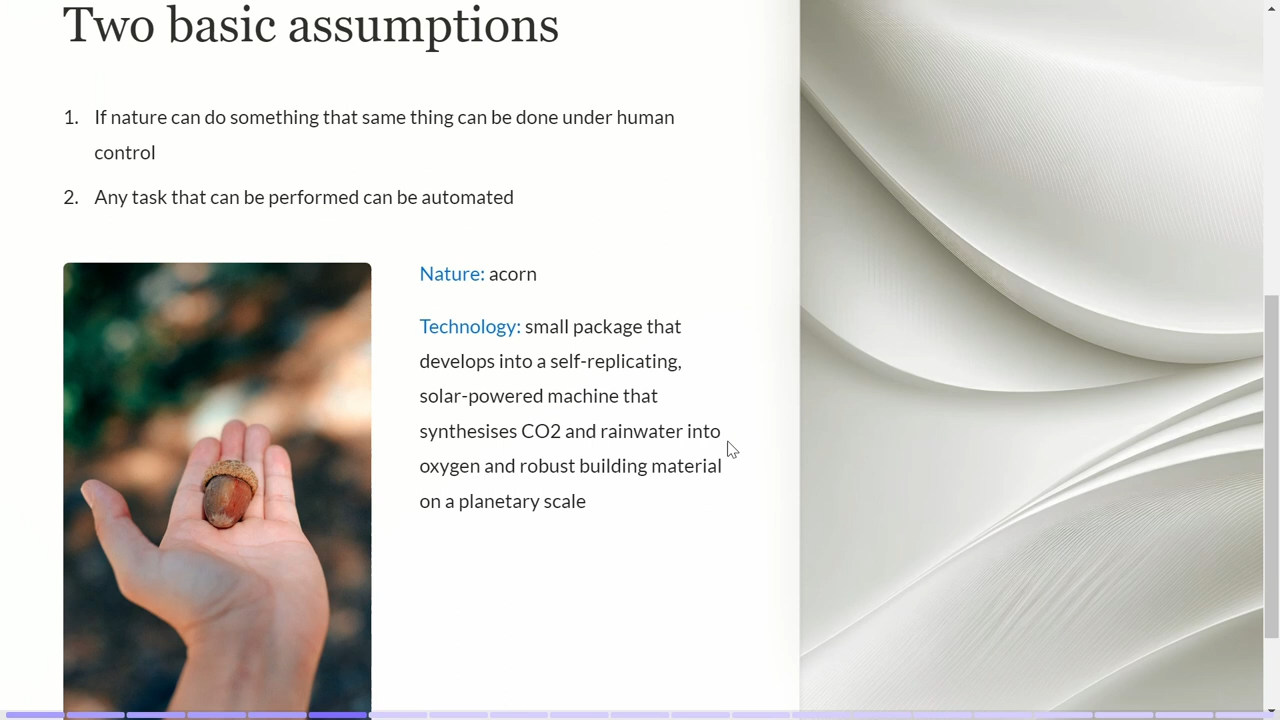 Two basic assumptions
1. If nature can do something that same thing can be done under human
control
2. Any task that can be performed can be automated
Nature: acorn
Technology: small package that
develops into a self-replicating,
solar-powered machine that
synthesises CO2 and rainwater into
oxygen and robust building material
on a planetary scale